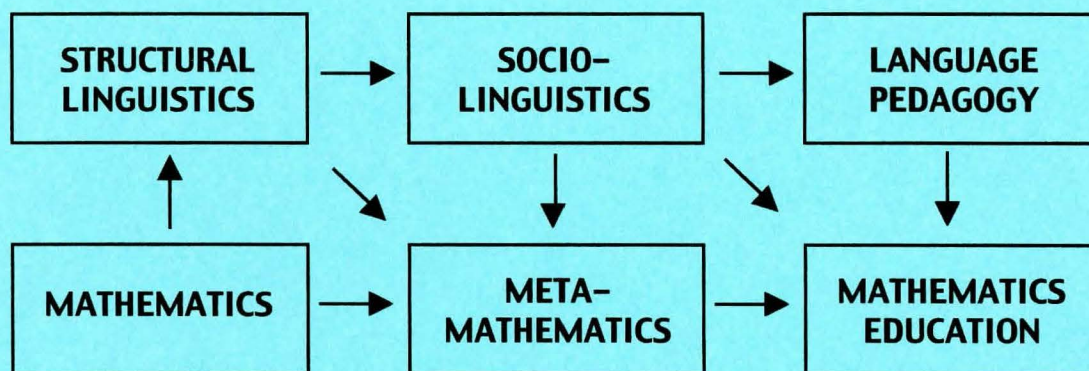 STRUCTURAL
LINGUISTICS
SOCIO–
LINGUISTICS
LANGUAGE
PEDAGOGY
MATHEMATICS
META–
MATHEMATICS
MATHEMATICS
EDUCATION